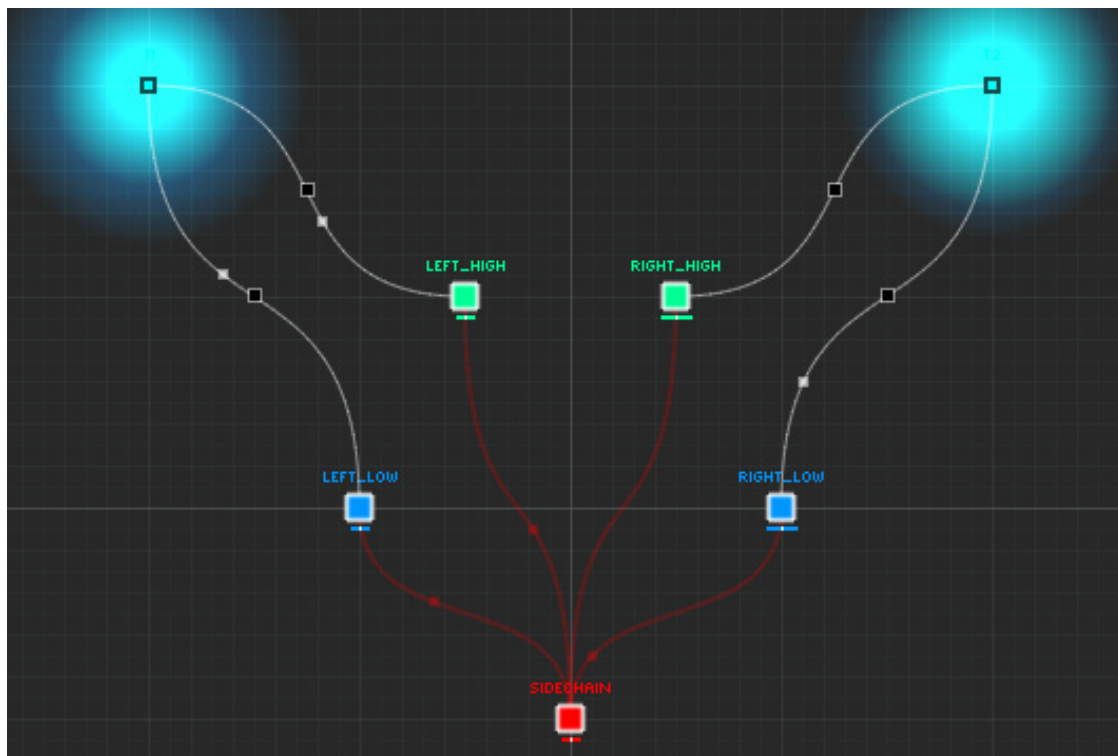 T1
T2
LEFT_HIGH
RIGHT_HIGH
LEFT_LOW
RIGHT_LOW
SIDECHAIN